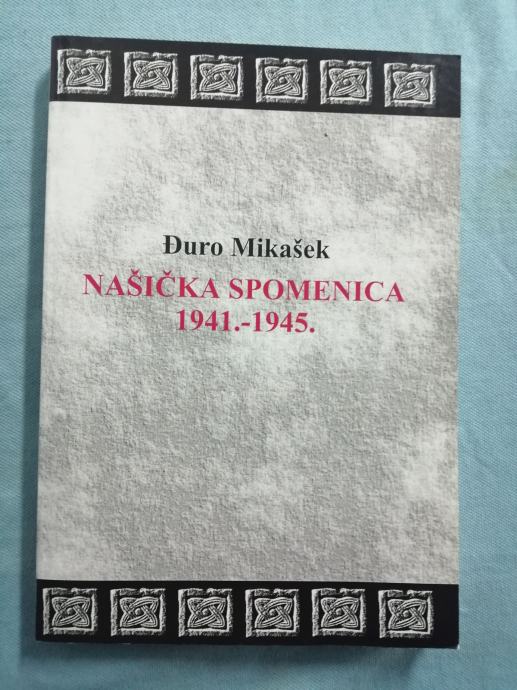 Đuro Mikašek
NAŠIČKA SPOMENICA
1941.-1945.